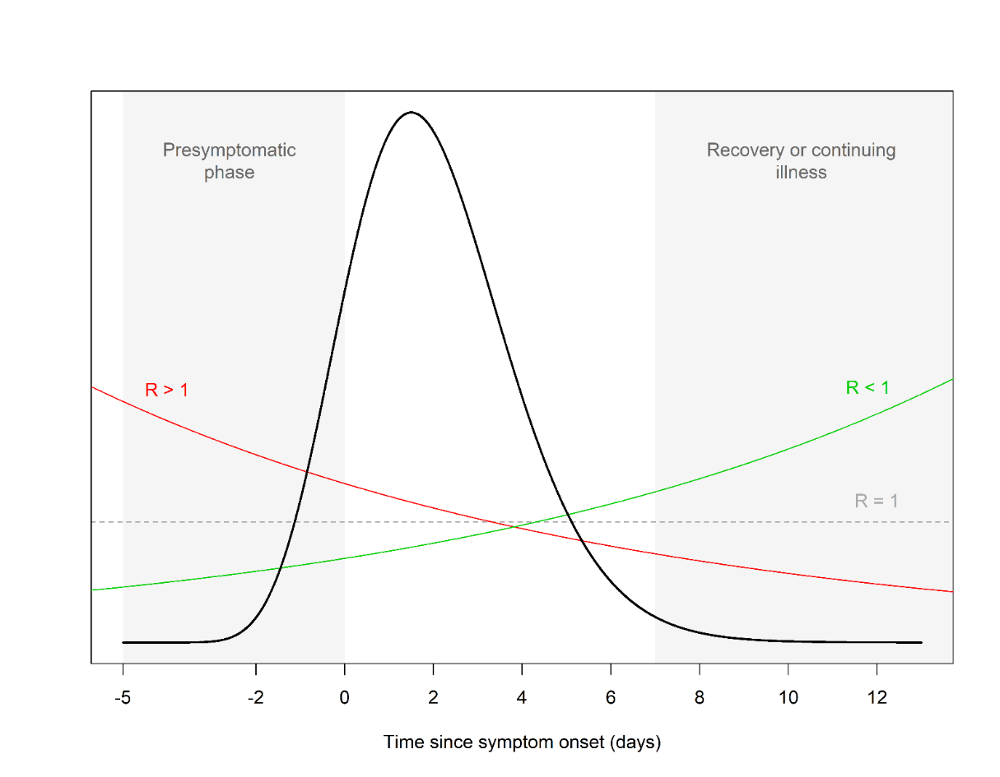 Presymptomatic
phase
Recovery or continuing
illness
R > 1
R < 1
R = 1
-5 -2 0 2 4 6 8 10 12
Time since symptom onset (days)